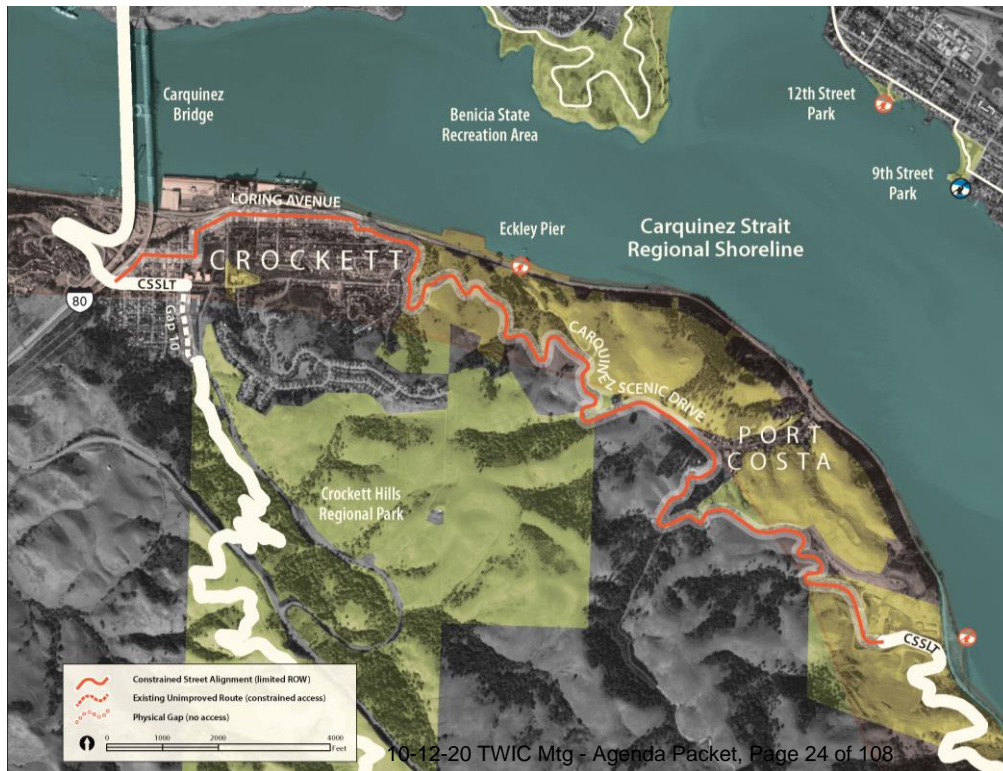 Carquinez
Bridge
Benicia State
Recreation Area
12th Street
Park
9th Street
Park
LORING AVENUE
Eckley Pier
Carquinez Strait
Regional Shoreline
CROCKETT
CSSLT
80
Gap 10
CARQUINEZ SCENIC DRIVE
PORT
COSTA
Crockett Hills
Regional Park
CSSLT
Constrained Street Alignment (limited ROW)
Existing Unimproved Route (constrained access)
Physical Gap (no access)
0 1000 2000 4000
Feet
10-12-20 TWIC Mtg - Agenda Packet, Page 24 of 108